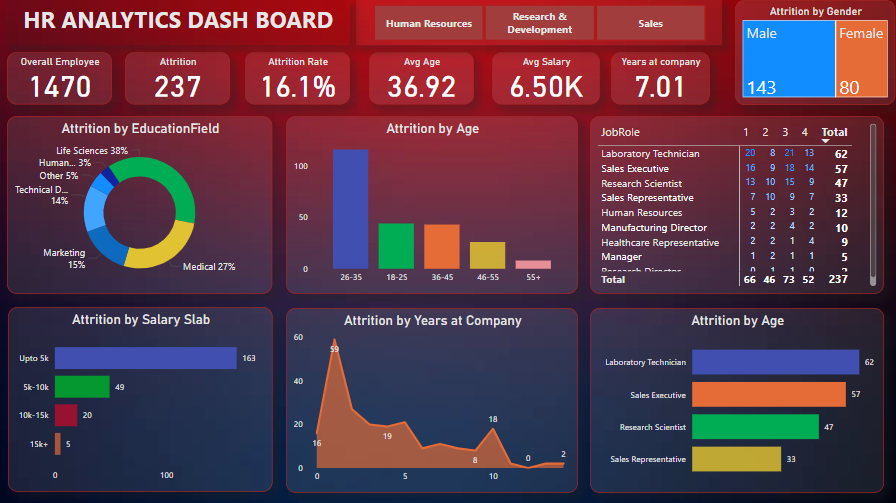 HR ANALYTICS DASH BOARD
Human Resources
Research &
Development
Sales
Attrition by Gender
Male
Female
143
80
Overall Employee
1470
Attrition
237
Attrition Rate
16.1%
Avg Age
36.92
Avg Salary
6.50K
Years at company
7.01
Attrition by EducationField
Life Sciences 38%
Human... 3%
Other 5%
Technical D...
14%
Marketing
15%
Medical 27%
Attrition by Age
100
50
0
26-35 18-25 36-45 46-55 55+
JobRole 1 2 3 4 Total
Laboratory Technician 20 8 21 13 62
Sales Executive 16 9 18 14 57
Research Scientist 13 10 15 9 47
Sales Representative 7 10 9 7 33
Human Resources 5 2 3 2 12
Manufacturing Director 2 2 4 2 10
Healthcare Representative 2 2 1 4 9
Manager 1 2 1 1 5
Research Director 0 1 1 0 2
Total 66 46 73 52 237
Attrition by Salary Slab
Upto 5k 163
5k-10k 49
10k-15k 20
15k+ 5
0 100
Attrition by Years at Company
60
40
20
0
59
16
19
8
18
0
2
0 5 10
Attrition by Age
Laboratory Technician 62
Sales Executive 57
Research Scientist 47
Sales Representative 33